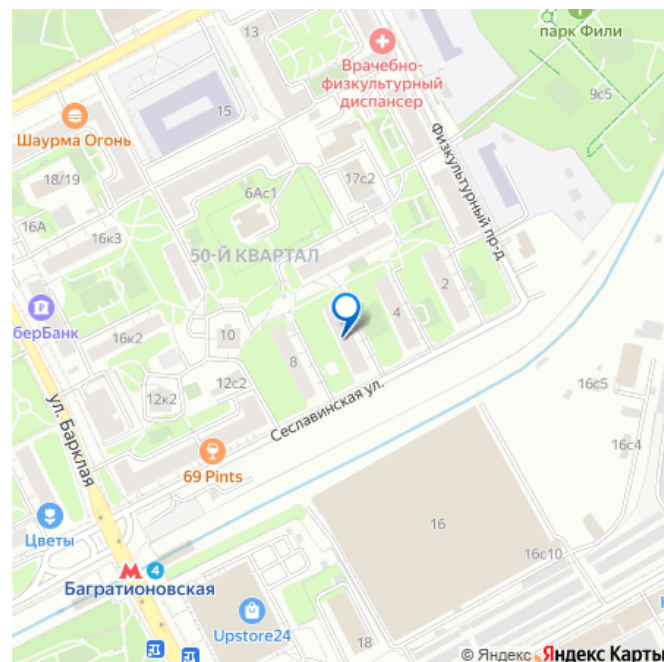 парк Фили
13
Врачебно-
физкультурный
диспансер
9с5
15
Шаурма Огонь
Физкультурный пр-д
18/19
17с2
6Ас1
16А
16к3
50-Й КВАРТАЛ
2
берБанк
4
16к2
10
8
16с5
12с2
12к2
Сеславинская ул.
ул. Барклая
16с4
69 Pints
16
Цветы
16с10
4
Багратионовская
Upstore24
18
© Яндекс
Яндекс Карты